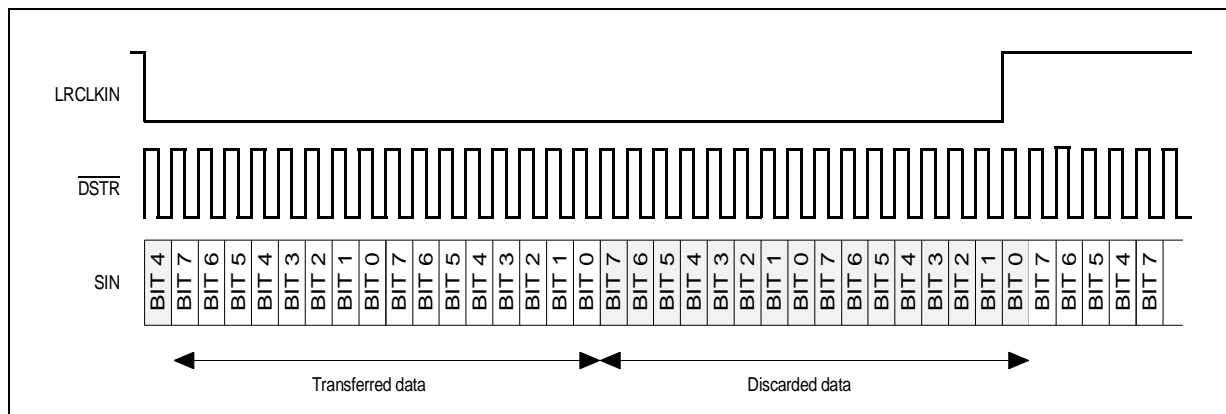 LRCLKIN
DSTR
SIN
BIT 4
BIT 7
BIT 6
BIT 5
BIT 4
BIT 3
BIT 2
BIT 1
BIT 0
BIT 7
BIT 6
BIT 5
BIT 4
BIT 3
BIT 2
BIT 1
BIT 0
BIT 7
BIT 6
BIT 5
BIT 4
BIT 3
BIT 2
BIT 1
BIT 0
BIT 7
BIT 6
BIT 5
BIT 4
BIT 3
BIT 2
BIT 1
BIT 0
BIT 7
BIT 6
BIT 5
BIT 4
BIT 7
Transferred data
Discarded data